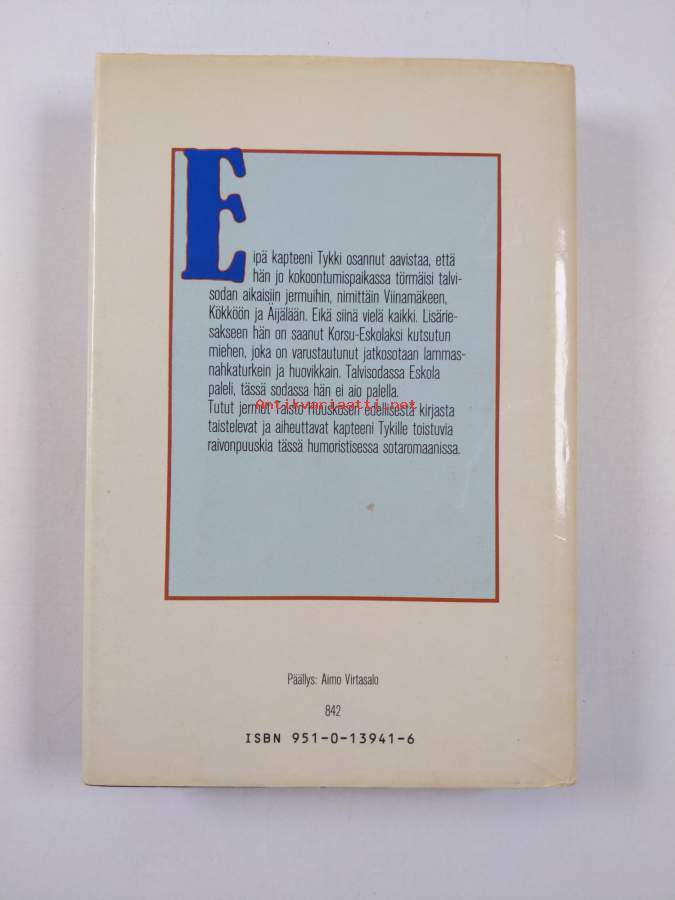 Eipä kapteeni Tykki osannut aavistaa, että
hän jo kokoontumispaikassa törmäisi talvi-
sodan aikaisiin jermuihin, nimittäin Viinamäkeen,
Kökköön ja Äijälään. Eikä siinä vielä kaikki. Lisärie-
sakseen hän on saanut Korsu-Eskolaksi kutsutun
miehen, joka on varustautunut jatkosotaan lammas-
nahkaturkein ja huovikkain. Talvisodassa Eskola
paleli, tässä sodassa hän ei aio palella.
Antikvariaatti.net
Tutut jermut Taisto Huuskosen edellisestä kirjasta
taistelevat ja aiheuttavat kapteeni Tykille toistuvia
raivonpuuskia tässä humoristisessa sotaromaanissa.
Päällys: Aimo Virtasalo
842
ISBN 951-0-13941-6